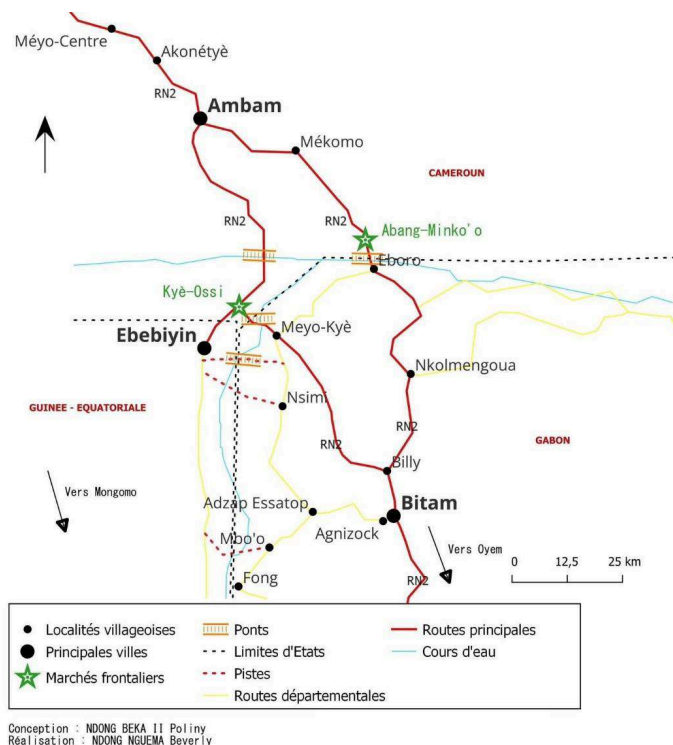 Méyo-Centre
Akonétyè
RN2
Ambam
Mékomo
CAMEROUN
RN2
RN2
Abang-Minko'o
Eboro
Kyè-Ossi
Ebebiyin
Meyo-Kyè
Nkolmengoua
Nsimi
GUINEE - EQUATORIALE
RN2
RN2
GABON
Billy
Vers Mongomo
Adzap Essatop
Bitam
Agnizock
Mbo'o
Vers Oyem
Fong
RN2
0 12,5 25 km
Localités villageoises
Principales villes
Marchés frontaliers
Ponts
Limites d'Etats
Pistes
Routes départementales
Routes principales
Cours d'eau
Conception : NDONG BEKA II Poliny
Réalisation : NDONG NGUEMA Beverly